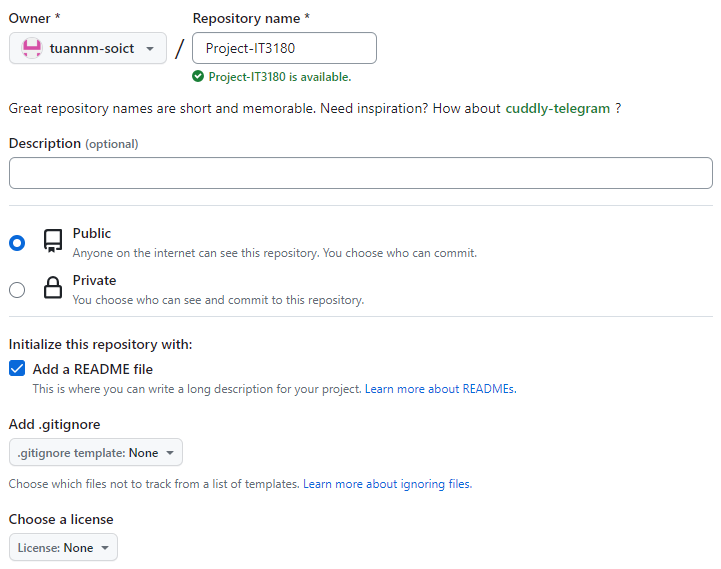 Owner * Repository name *
tuannm-soict / Project-IT3180
Project-IT3180 is available.
Great repository names are short and memorable. Need inspiration? How about cuddly-telegram ?
Description (optional)
Public
Anyone on the internet can see this repository. You choose who can commit.
Private
You choose who can see and commit to this repository.
Initialize this repository with:
Add a README file
This is where you can write a long description for your project. Learn more about READMEs.
Add .gitignore
.gitignore template: None
Choose which files not to track from a list of templates. Learn more about ignoring files.
Choose a license
License: None